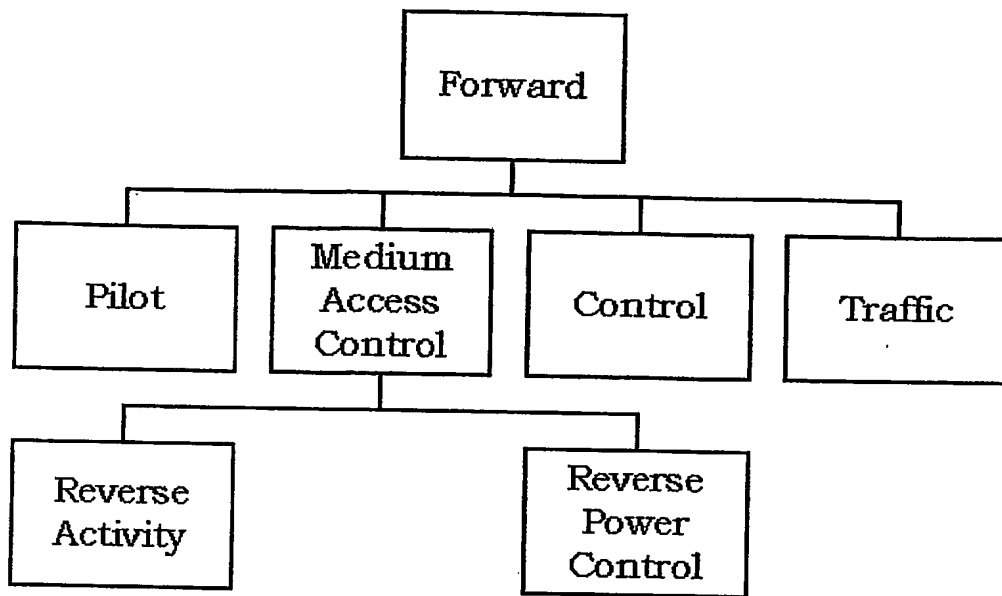 Forward
Pilot
Medium
Access
Control
Control
Traffic
Reverse
Activity
Reverse
Power
Control